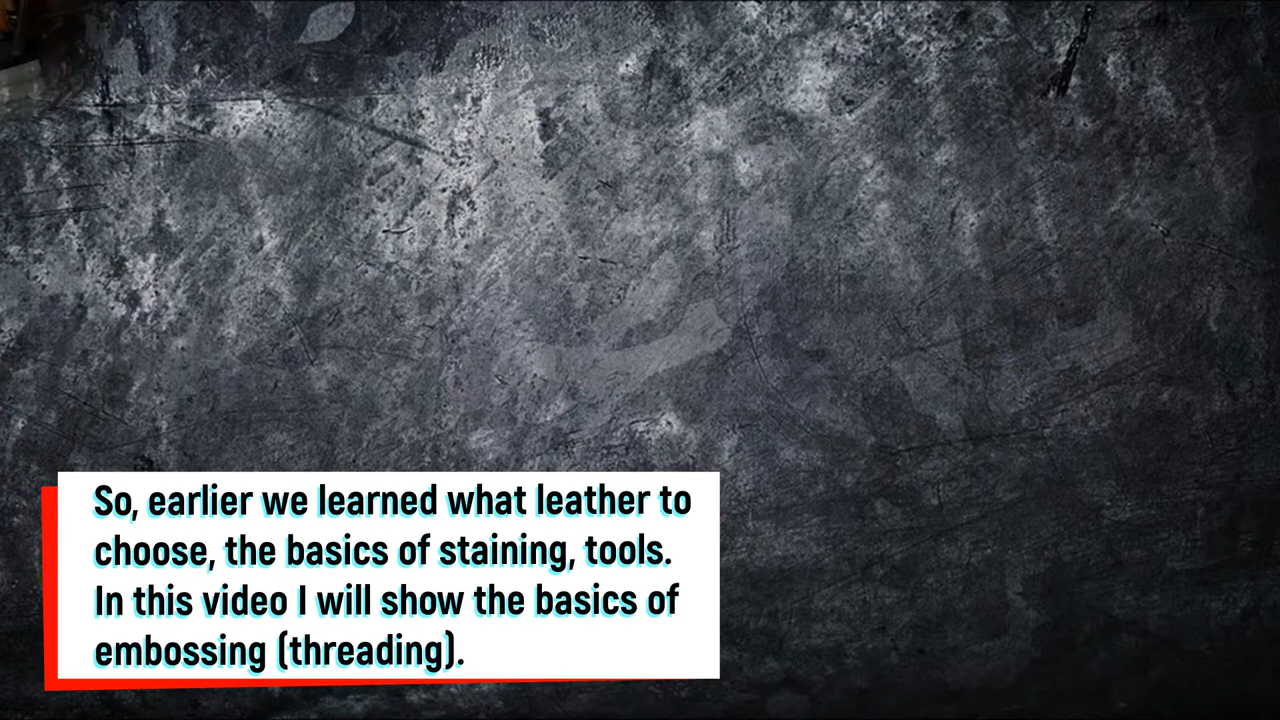 So, earlier we learned what leather to
choose, the basics of staining, tools.
In this video I will show the basics of
embossing (threading).